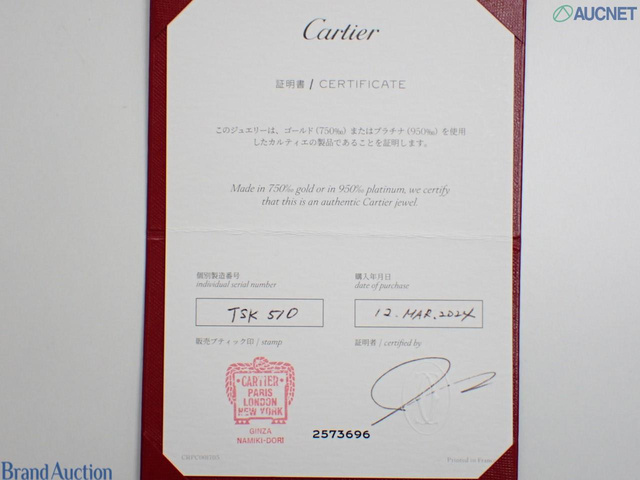 AUCNET
Cartier
証明書 / CERTIFICATE
このジュエリーは、ゴールド(750‰)またはプラチナ(950‰)を使用
したカルティエの製品であることを証明します。
Made in 750‰ gold or in 950‰ platinum, we certify
that this is an authentic Cartier jewel.
個別製造番号
individual serial number
TSK 510
購入年月日
date of purchase
12. MAR. 2024
販売ブティック印 / stamps
証明者 / certified by
CARTIER
PARIS
LONDON
NEW YORK
GINZA
NAMIKI-DORI
2573696
Printed in France
Brand Auction